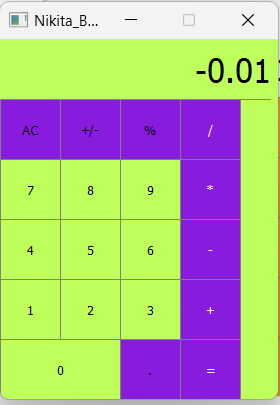 Nikita_B...
-0.01
AC +/- % /
7 8 9 *
4 5 6 -
1 2 3 +
0 . =